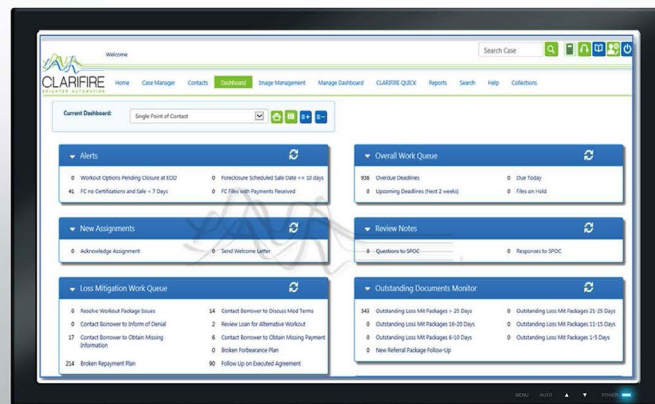 Welcome
Search Case
CLARIFIRE
BRIGHTER AUTOMATION
Home Case Manager Contacts Dashboard Image Management Manage Dashboard CLARIFIRE QUICK Reports Search Help Collections
Current Dashboard: Single Point of Contact
Alerts
0 Workout Options Pending Closure at EOD 0 Foreclosure Scheduled Sale Date <= 10 days
41 FC no Certifications and Sale < 7 Days 0 FC Files with Payments Received
Overall Work Queue
936 Overdue Deadlines 0 Due Today
0 Upcoming Deadlines (Next 2 weeks) 0 Files on Hold
New Assignments
0 Acknowledge Assignment 0 Send Welcome Letter
Review Notes
0 Questions to SPOC 0 Responses to SPOC
Loss Mitigation Work Queue
0 Resolve Workout Package Issues 14 Contact Borrower to Discuss Mod Terms
0 Contact Borrower to Inform of Denial 2 Review Loan for Alternative Workout
17 Contact Borrower to Obtain Missing Information 6 Contact Borrower to Obtain Missing Payment
0 Broken Forbearance Plan
214 Broken Repayment Plan 90 Follow Up on Executed Agreement
Outstanding Documents Monitor
343 Outstanding Loss Mit Packages > 25 Days 0 Outstanding Loss Mit Packages 21-25 Days
0 Outstanding Loss Mit Packages 16-20 Days 0 Outstanding Loss Mit Packages 11-15 Days
0 Outstanding Loss Mit Packages 6-10 Days 0 Outstanding Loss Mit Packages 1-5 Days
0 New Referral Package Follow-Up
MENU AUTO ▲ ▼ POWER